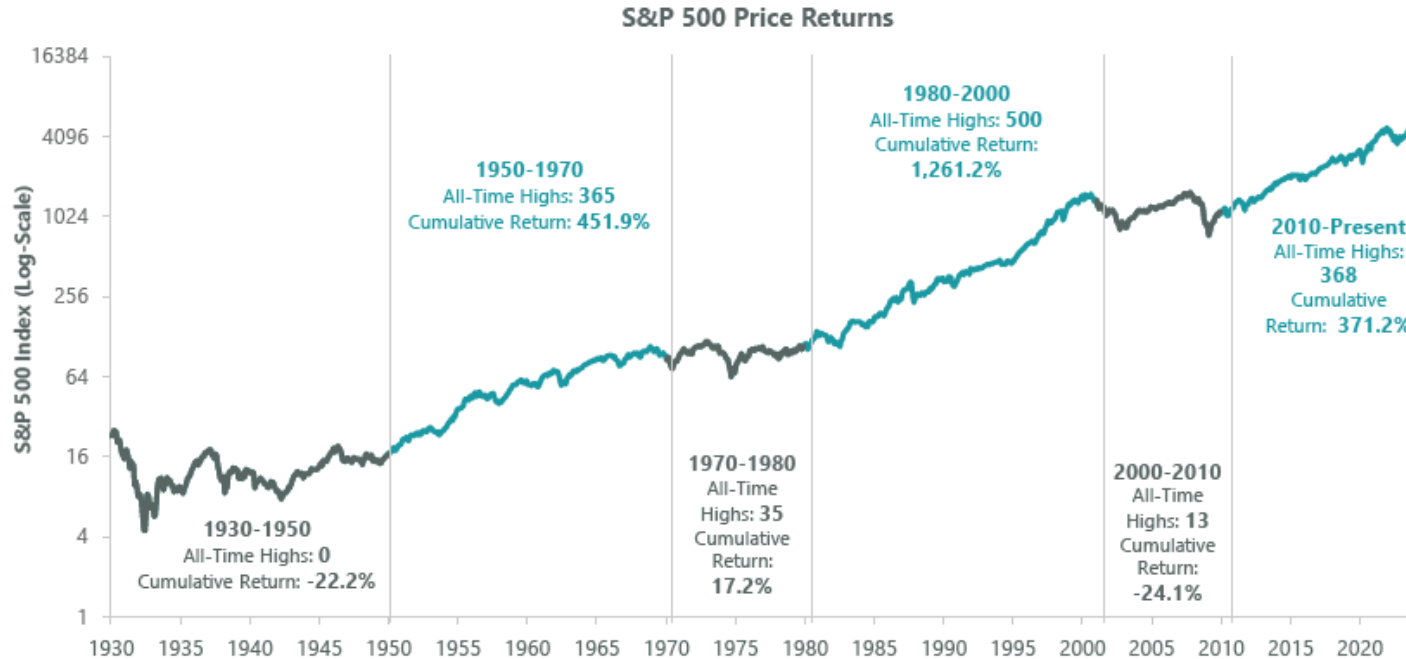 S&P 500 Price Returns
S&P 500 Index (Log-Scale)
16384
4096
1024
256
64
16
4
1
1930-1950
All-Time Highs: 0
Cumulative Return: -22.2%
1950-1970
All-Time Highs: 365
Cumulative Return: 451.9%
1970-1980
All-Time
Highs: 35
Cumulative
Return:
17.2%
1980-2000
All-Time Highs: 500
Cumulative Return:
1,261.2%
2000-2010
All-Time
Highs: 13
Cumulative
Return:
-24.1%
2010-Present
All-Time Highs:
368
Cumulative
Return: 371.2%
1930 1935 1940 1945 1950 1955 1960 1965 1970 1975 1980 1985 1990 1995 2000 2005 2010 2015 2020